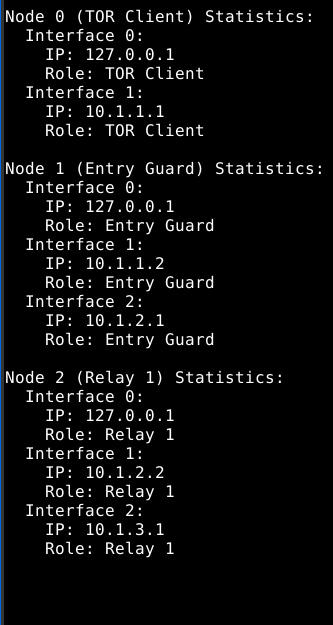 Node 0 (TOR Client) Statistics:
  Interface 0:
    IP: 127.0.0.1
    Role: TOR Client
  Interface 1:
    IP: 10.1.1.1
    Role: TOR Client

Node 1 (Entry Guard) Statistics:
  Interface 0:
    IP: 127.0.0.1
    Role: Entry Guard
  Interface 1:
    IP: 10.1.1.2
    Role: Entry Guard
  Interface 2:
    IP: 10.1.2.1
    Role: Entry Guard

Node 2 (Relay 1) Statistics:
  Interface 0:
    IP: 127.0.0.1
    Role: Relay 1
  Interface 1:
    IP: 10.1.2.2
    Role: Relay 1
  Interface 2:
    IP: 10.1.3.1
    Role: Relay 1